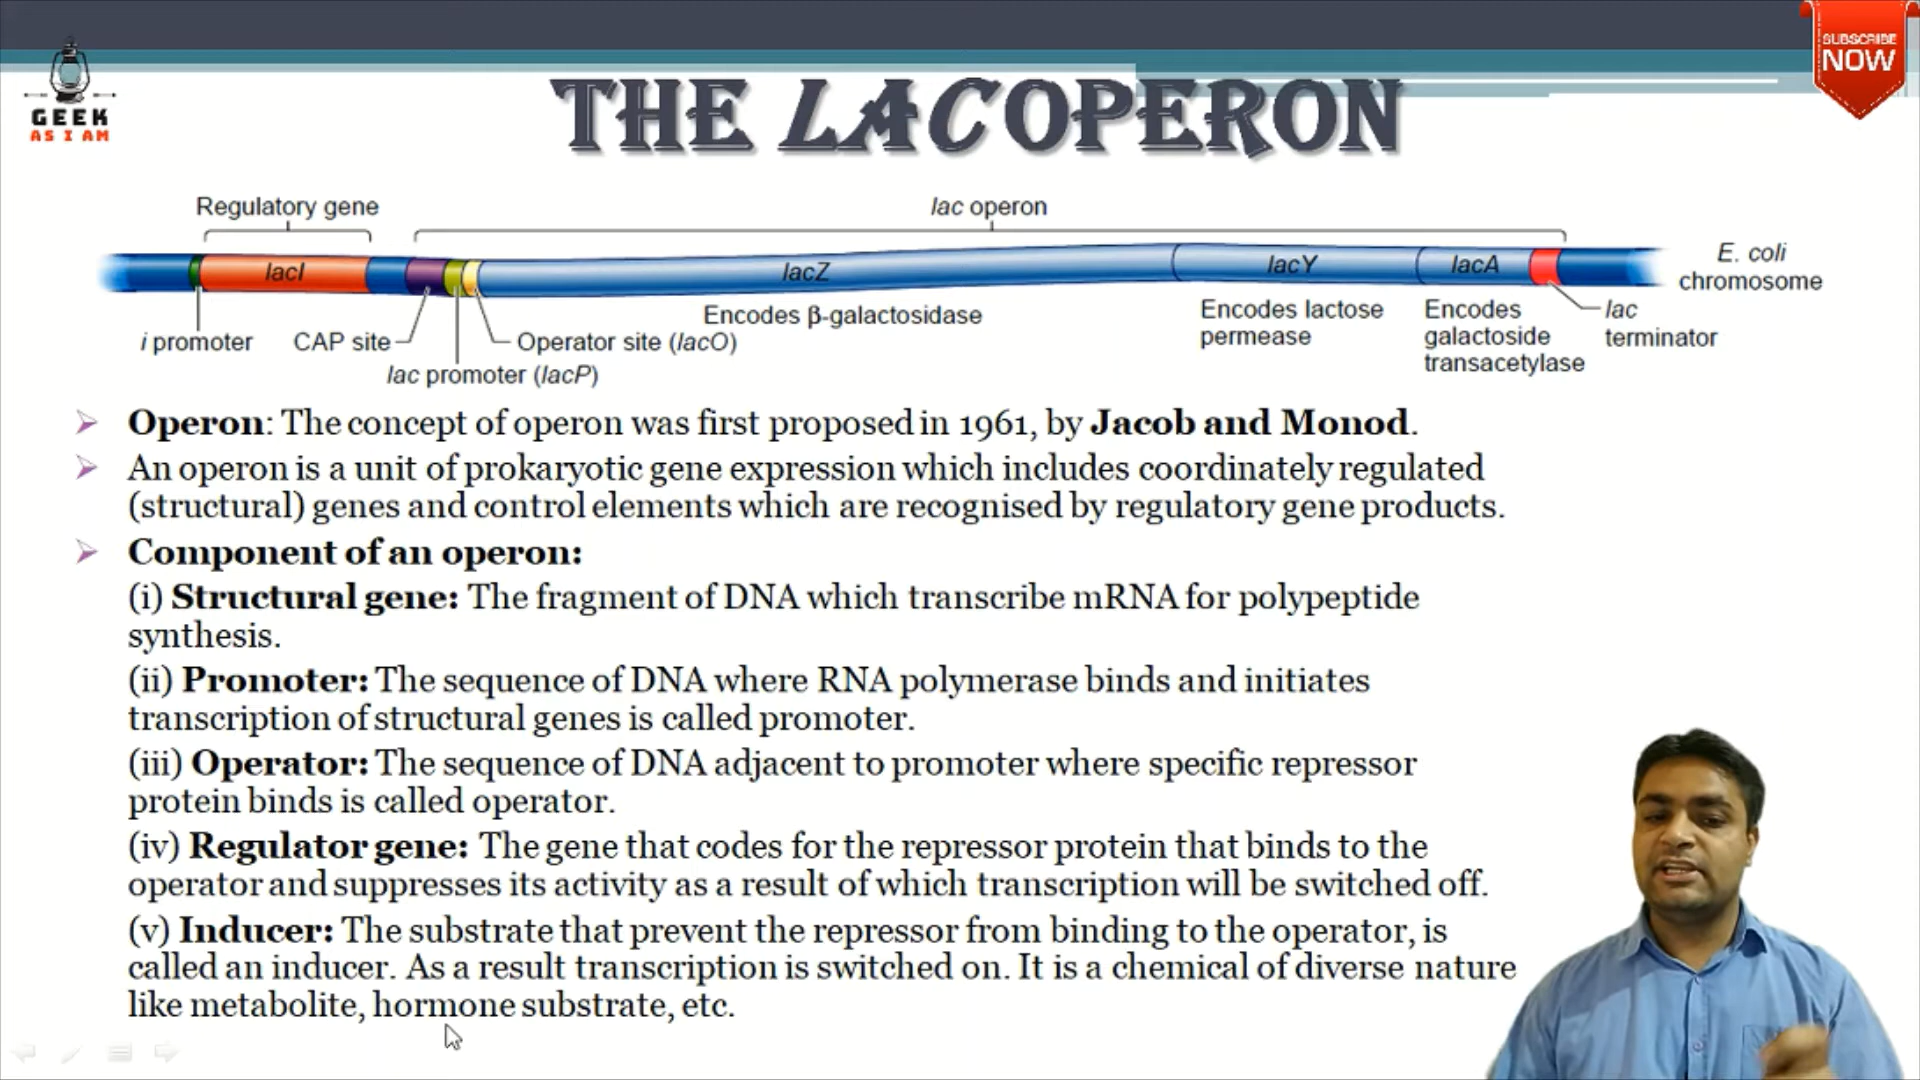 SUBSCRIBE
NOW
GEEK
AS I AM
THE LAC OPERON
Regulatory gene
lac operon
lacI
lacZ
lacY
lacA
E. coli
chromosome
Encodes β-galactosidase
Encodes lactose
permease
Encodes
galactoside
transacetylase
lac
terminator
i promoter
CAP site
Operator site (lacO)
lac promoter (lacP)
Operon: The concept of operon was first proposed in 1961, by Jacob and Monod.
An operon is a unit of prokaryotic gene expression which includes coordinately regulated
(structural) genes and control elements which are recognised by regulatory gene products.
Component of an operon:
(i) Structural gene: The fragment of DNA which transcribe mRNA for polypeptide
synthesis.
(ii) Promoter: The sequence of DNA where RNA polymerase binds and initiates
transcription of structural genes is called promoter.
(iii) Operator: The sequence of DNA adjacent to promoter where specific repressor
protein binds is called operator.
(iv) Regulator gene: The gene that codes for the repressor protein that binds to the
operator and suppresses its activity as a result of which transcription will be switched off.
(v) Inducer: The substrate that prevent the repressor from binding to the operator, is
called an inducer. As a result transcription is switched on. It is a chemical of diverse nature
like metabolite, hormone substrate, etc.